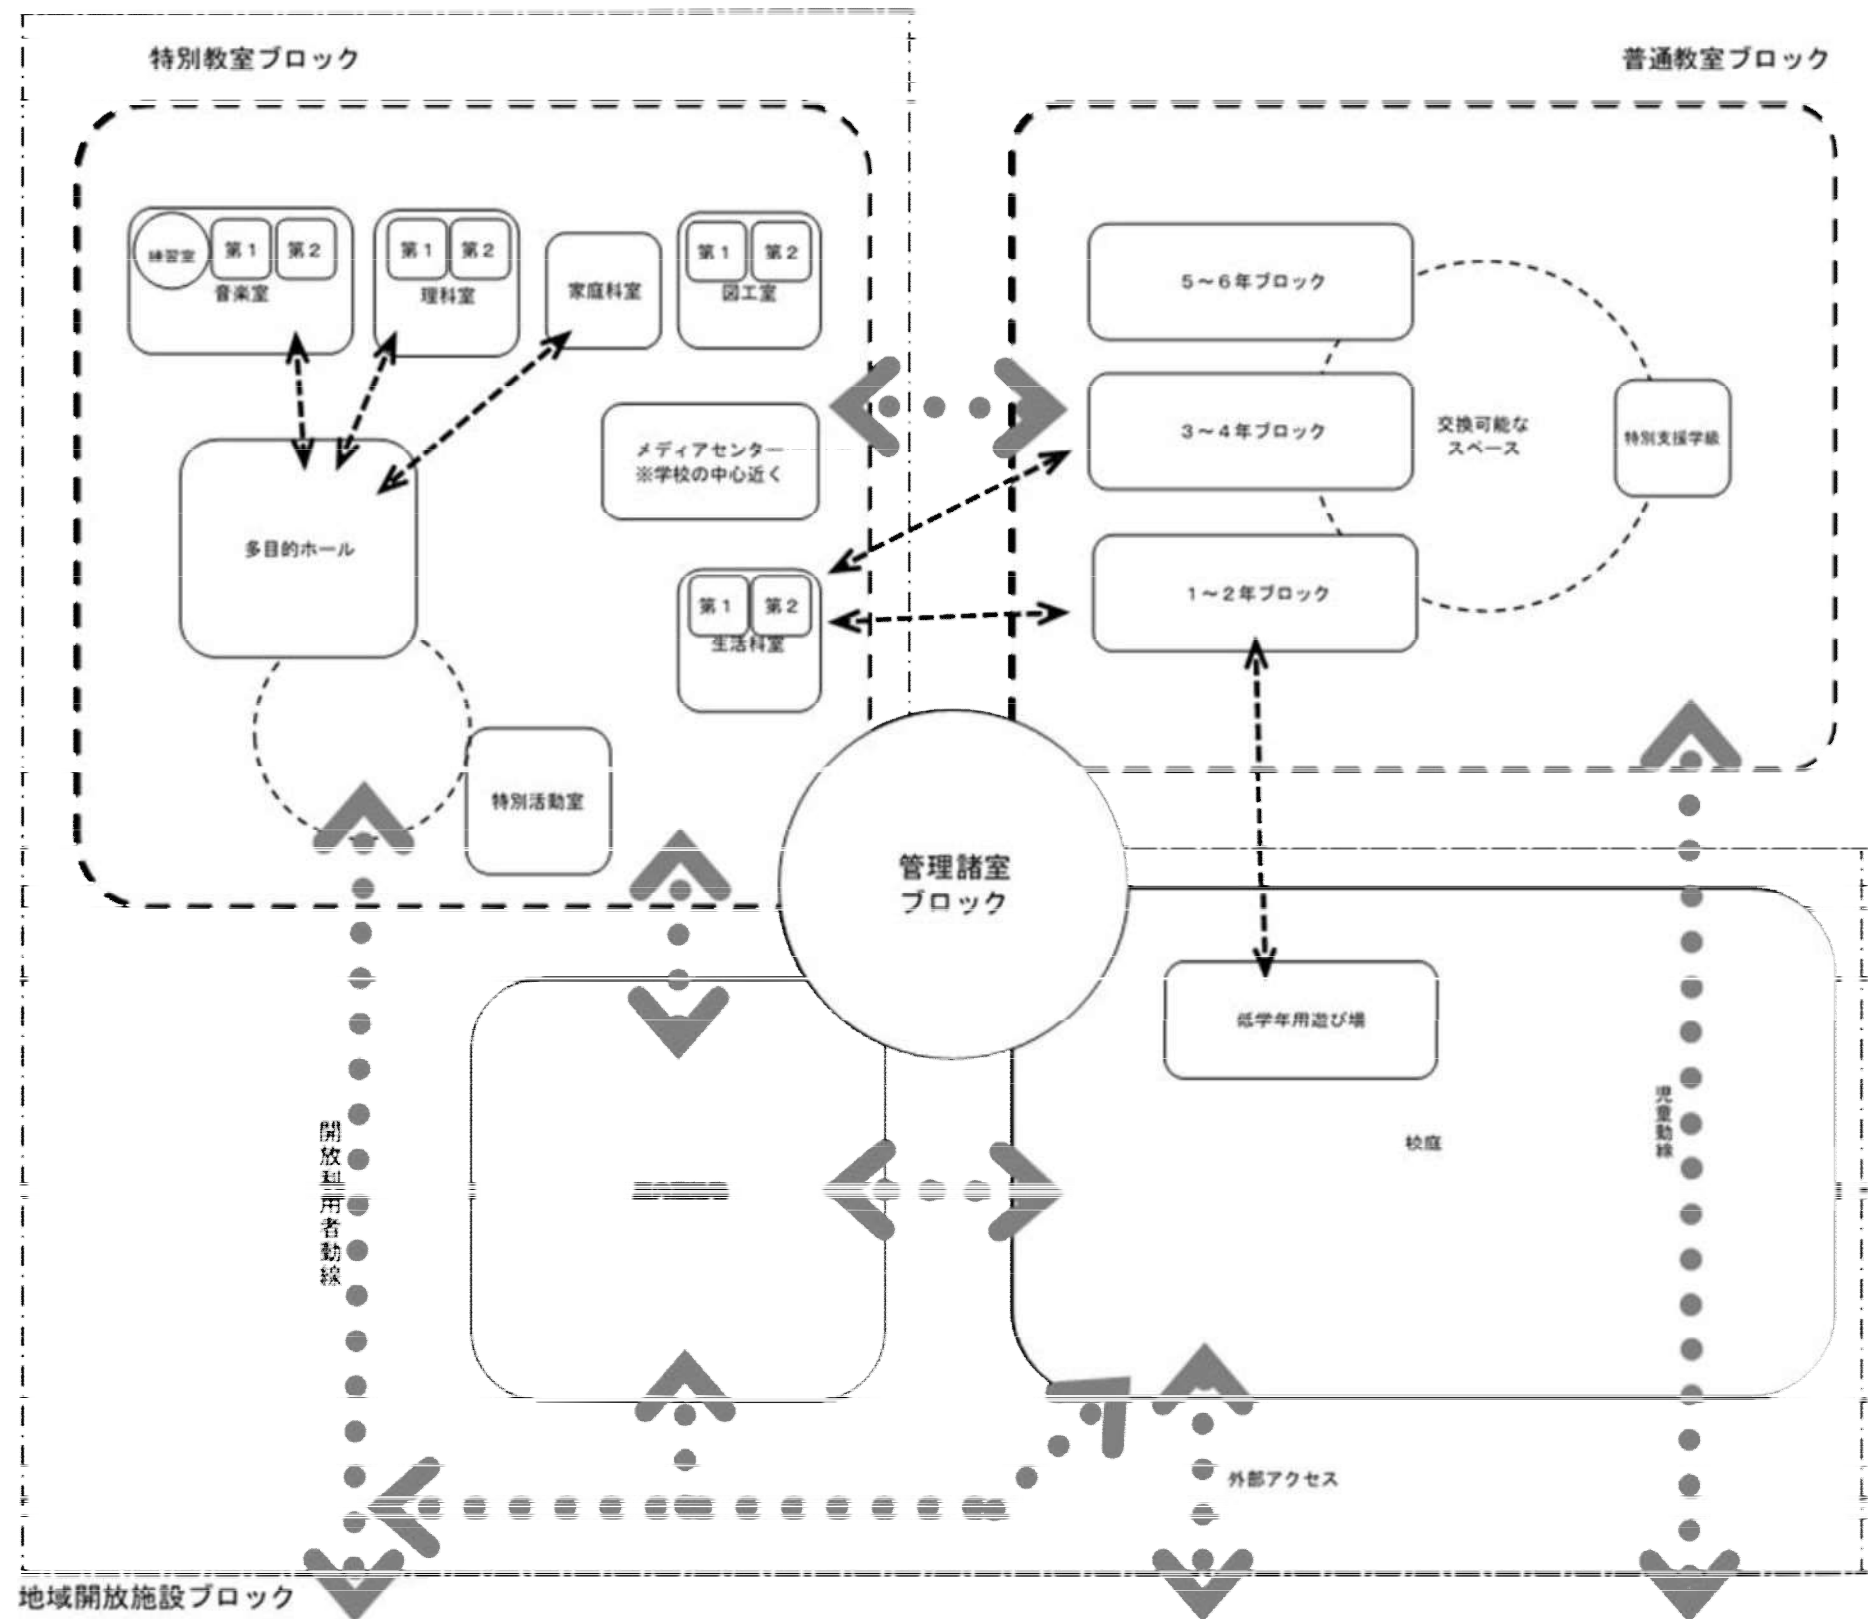 特別教室ブロック
普通教室ブロック
練習室
第1
第2
音楽室
第1
第2
理科室
家庭科室
第1
第2
図工室
5～6年ブロック
メディアセンター
※学校の中心近く
3～4年ブロック
交換可能な
スペース
特別支援学級
多目的ホール
第1
第2
生活科室
1～2年ブロック
特別活動室
管理諸室
ブロック
低学年用遊び場
開放利用者動線
児童動線
校庭
外部アクセス
地域開放施設ブロック